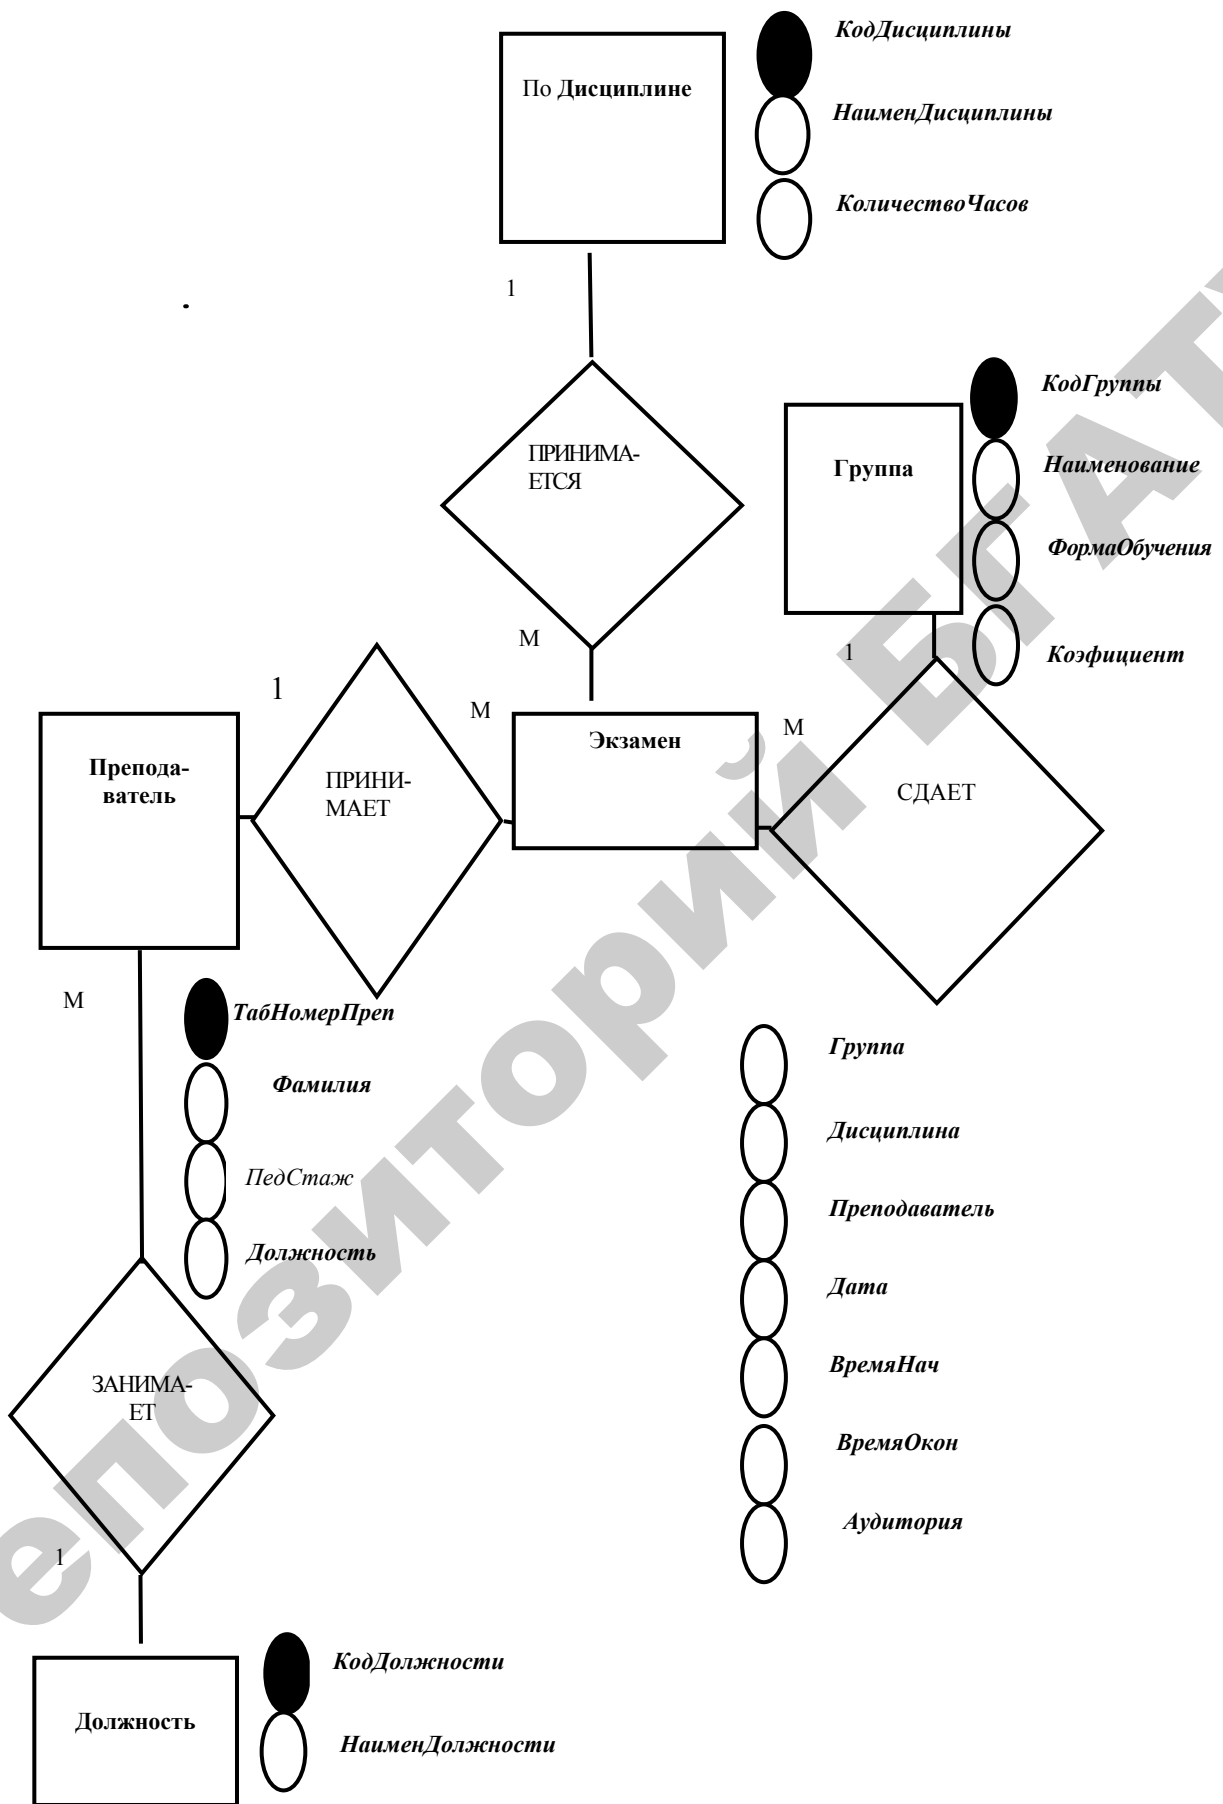 КодДисциплины
По Дисциплине
НаименДисциплины
КоличествоЧасов
1
ПРИНИМА-
ЕТСЯ
М
КодГруппы
Группа
Наименование
ФормаОбучения
Коэфициент
1
1
М
Экзамен
М
Препода-
ватель
ПРИНИ-
МАЕТ
СДАЕТ
М
ТабНомерПреп
Фамилия
ПедСтаж
Должность
Группа
Дисциплина
Преподаватель
Дата
ВремяНач
ВремяОкон
Аудитория
ЗАНИМА-
ЕТ
1
КодДолжности
Должность
НаименДолжности
епозиторий БГАТ